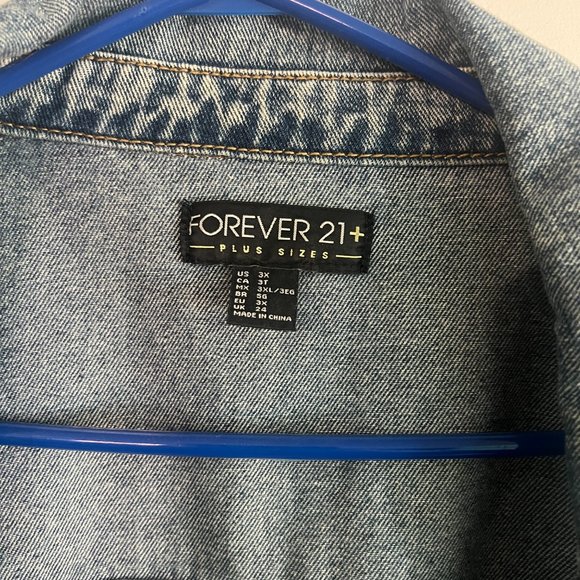 FOREVER 21+
PLUS SIZES
US 3X
CA 3T
MX 3XL/3EG
BR 56
EU 3X
UK 24
MADE IN CHINA